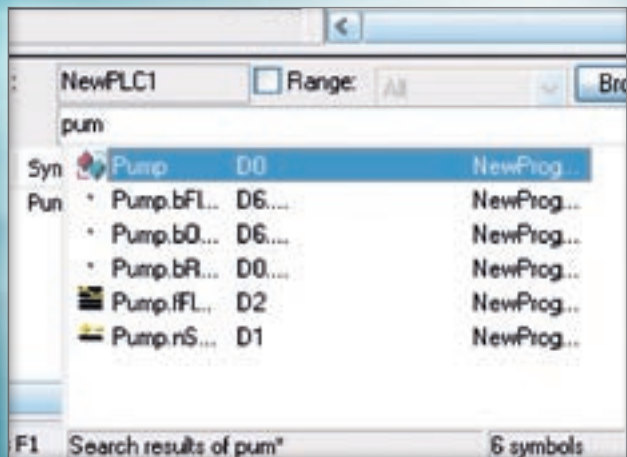 : NewPLC1 Range: All Bro
pum
Syn Pump D0 NewProg...
Pun Pump.bFl... D6.... NewProg...
Pump.bO... D6.... NewProg...
Pump.bR... D0.... NewProg...
Pump.fFL.. D2 NewProg...
Pump.nS... D1 NewProg...
F1 Search results of pum* 6 symbols